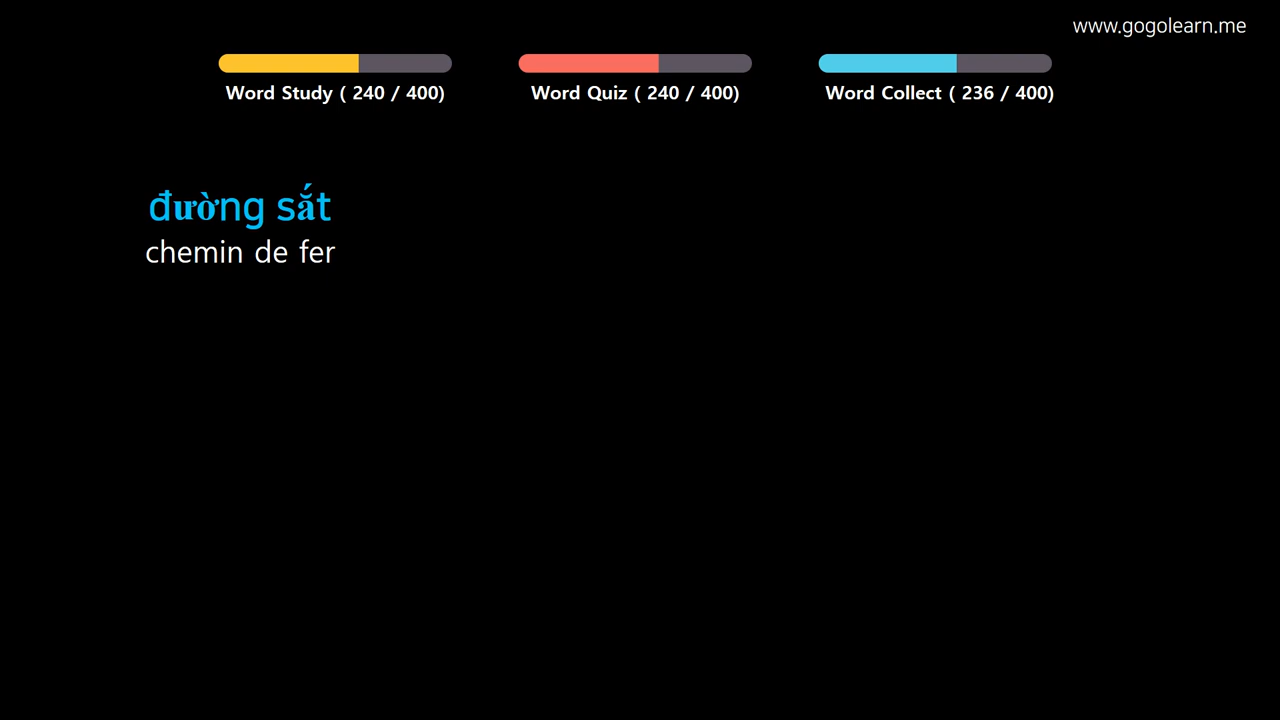 www.gogolearn.me
Word Study ( 240 / 400)
Word Quiz ( 240 / 400)
Word Collect ( 236 / 400)
đường sắt
chemin de fer